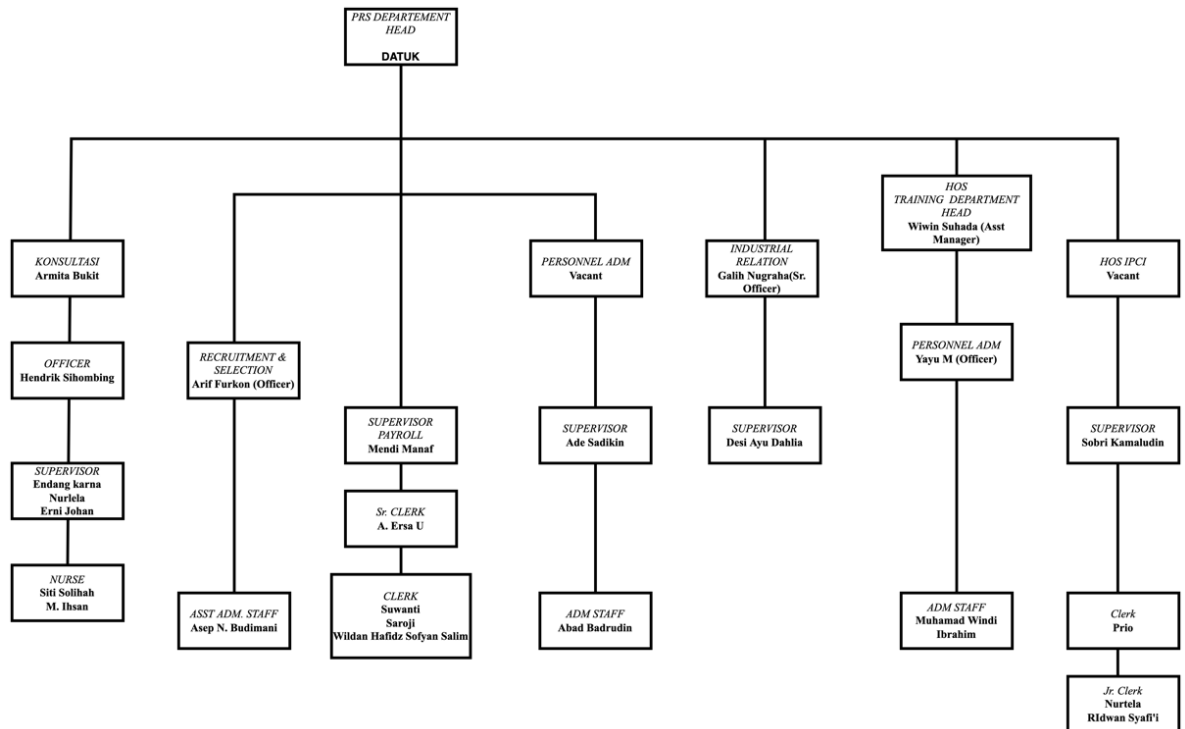 PRS DEPARTEMENT
HEAD
DATUK
KONSULTASI
Armita Bukit
OFFICER
Hendrik Sihombing
SUPERVISOR
Endang karna
Nurlela
Erni Johan
NURSE
Siti Solihah
M. Ihsan
RECRUITMENT &
SELECTION
Arif Furkon (Officer)
ASST ADM. STAFF
Asep N. Budimani
SUPERVISOR
PAYROLL
Mendi Manaf
Sr. CLERK
A. Ersa U
CLERK
Suwanti
Saroji
Wildan Hafidz Sofyan Salim
PERSONNEL ADM
Vacant
SUPERVISOR
Ade Sadikin
ADM STAFF
Abad Badrudin
INDUSTRIAL
RELATION
Galih Nugraha(Sr.
Officer)
SUPERVISOR
Desi Ayu Dahlia
HOS
TRAINING DEPARTMENT
HEAD
Wiwin Suhada (Asst
Manager)
PERSONNEL ADM
Yayu M (Officer)
ADM STAFF
Muhamad Windi
Ibrahim
HOS IPCI
Vacant
SUPERVISOR
Sobri Kamaludin
Clerk
Prio
Jr. Clerk
Nurtela
RIdwan Syafi'i